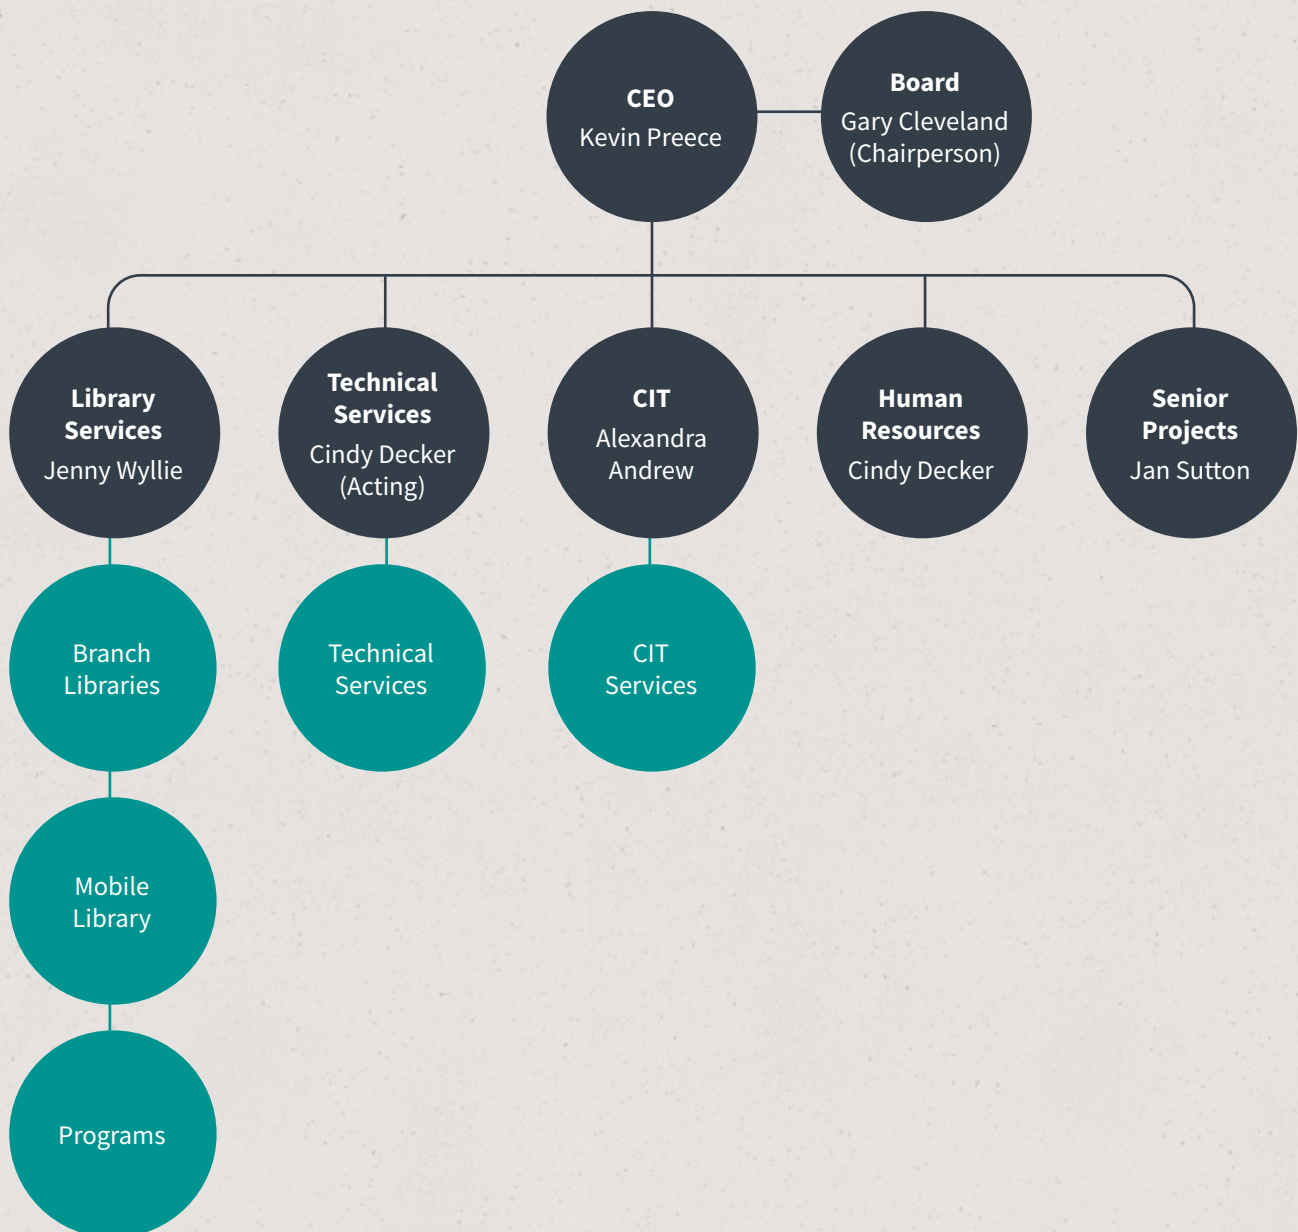 CEO
Kevin Preece
Board
Gary Cleveland
(Chairperson)
Library
Services
Jenny Wyllie
Technical
Services
Cindy Decker
(Acting)
CIT
Alexandra
Andrew
Human
Resources
Cindy Decker
Senior
Projects
Jan Sutton
Branch
Libraries
Technical
Services
CIT
Services
Mobile
Library
Programs